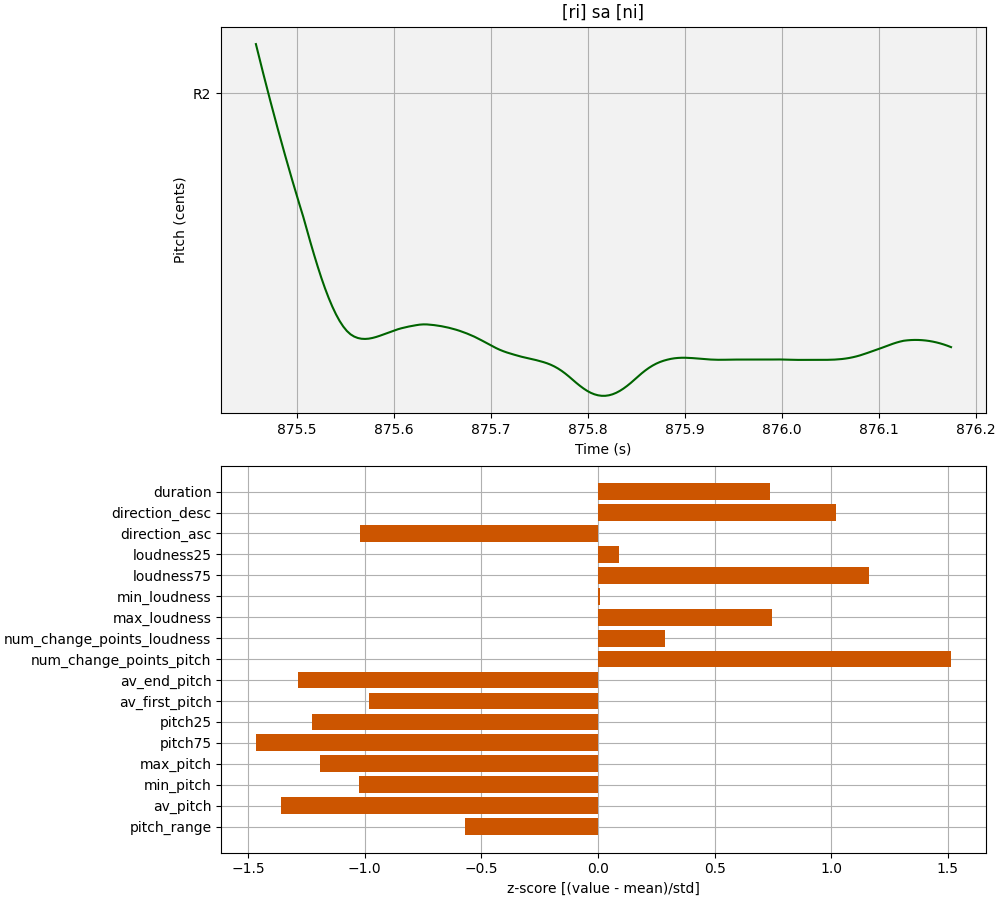 [ri] sa [ni]
R2
Pitch (cents)
875.5 875.6 875.7 875.8 875.9 876.0 876.1 876.2
Time (s)
duration
direction_desc
direction_asc
loudness25
loudness75
min_loudness
max_loudness
num_change_points_loudness
num_change_points_pitch
av_end_pitch
av_first_pitch
pitch25
pitch75
max_pitch
min_pitch
av_pitch
pitch_range
−1.5 −1.0 −0.5 0.0 0.5 1.0 1.5
z-score [(value - mean)/std]